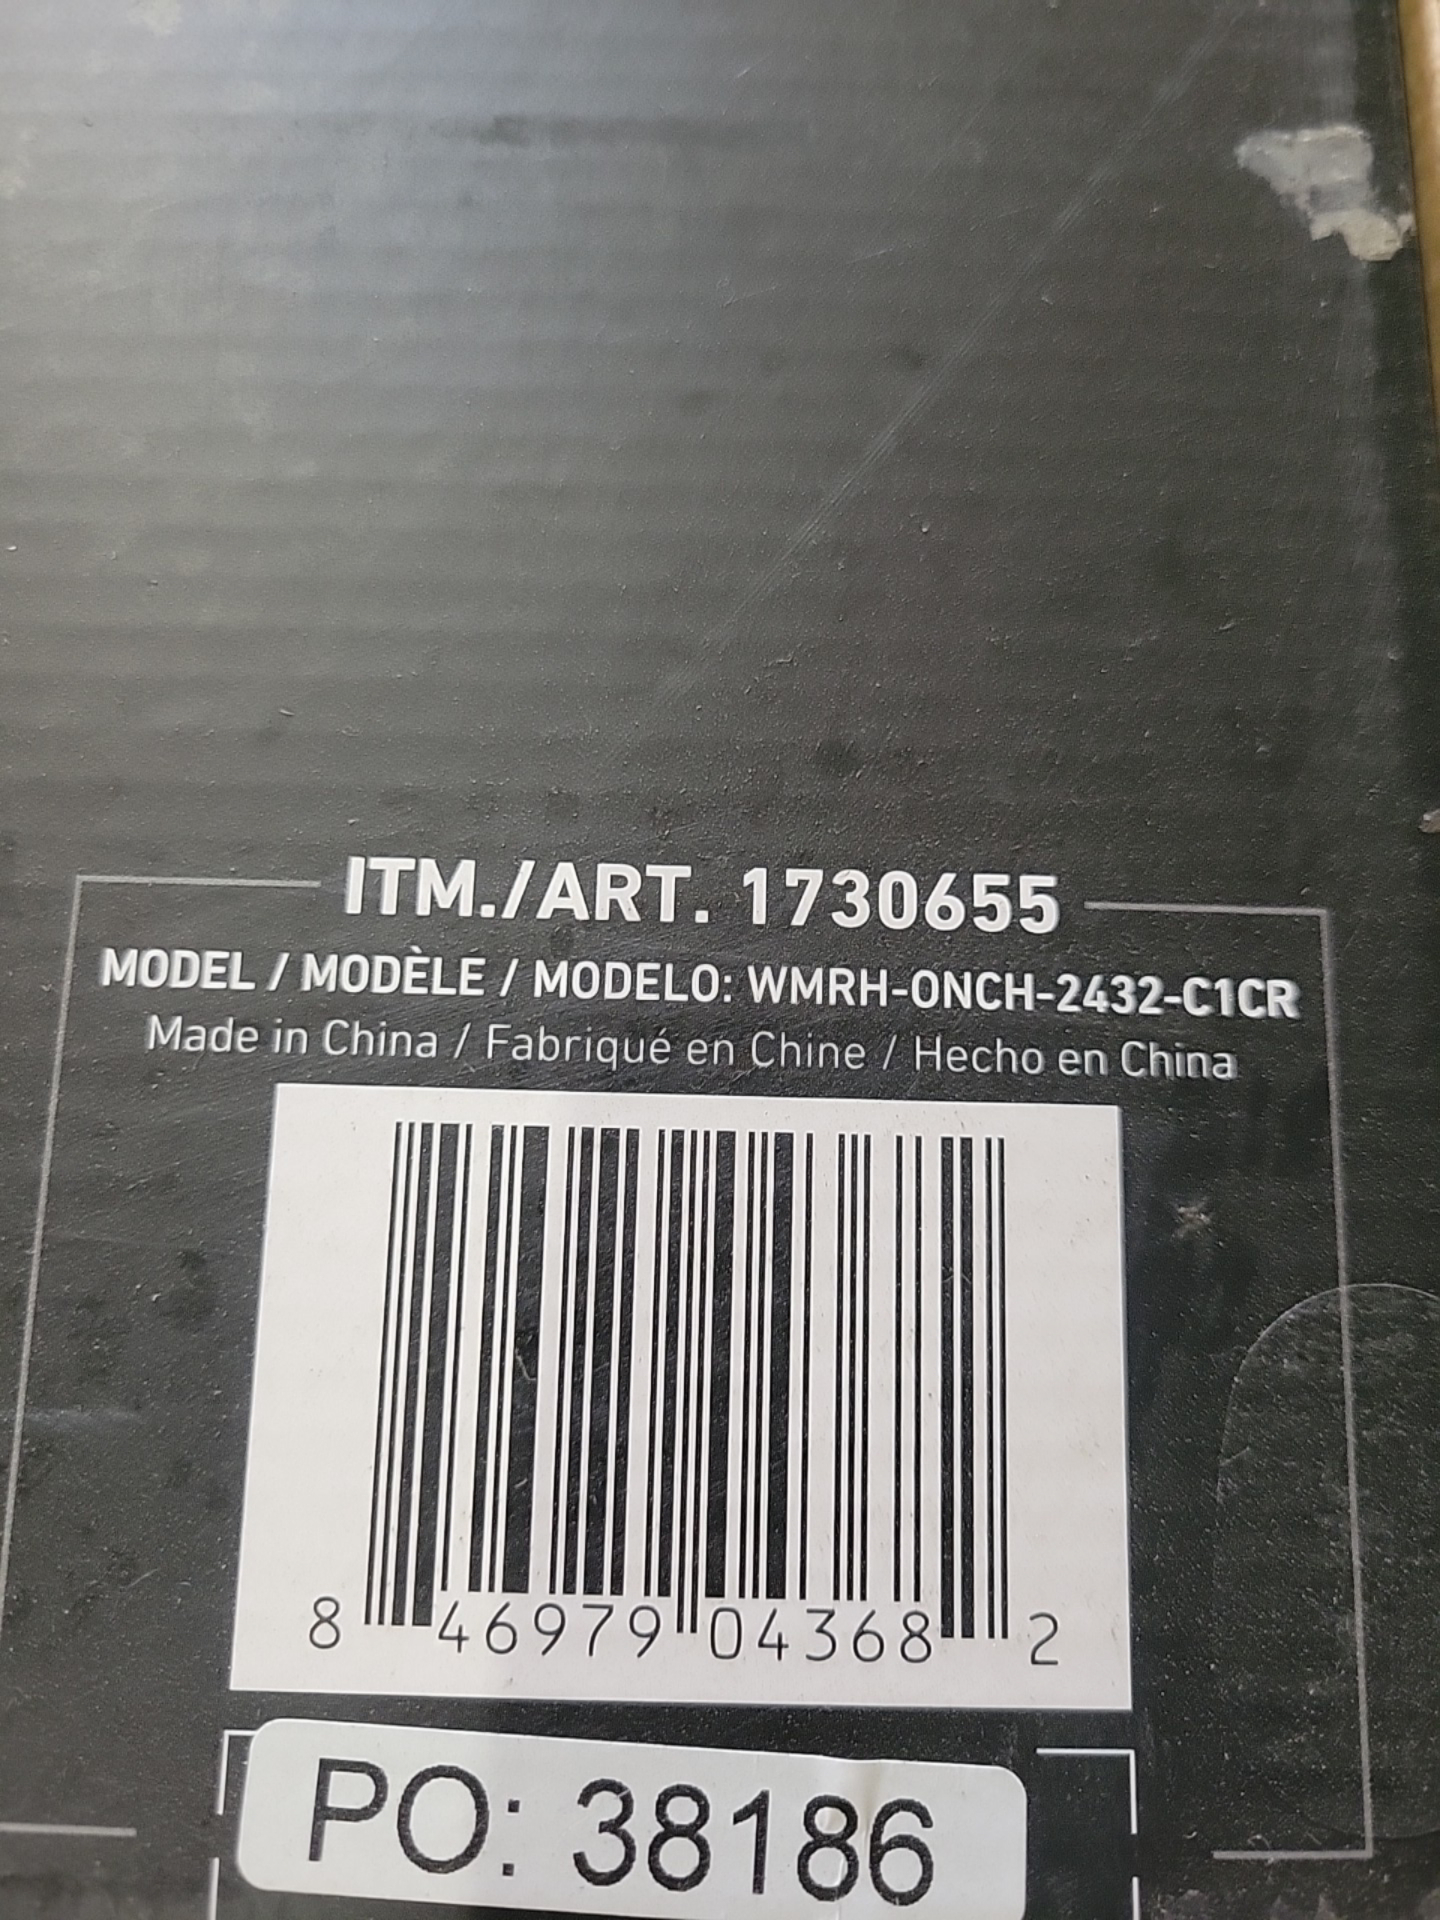 ITM./ART. 1730655
MODEL / MODÈLE / MODELO: WMRH-ONCH-2432-C1CR
Made in China / Fabriqué en Chine / Hecho en China
8 46979 04368 2
PO: 38186